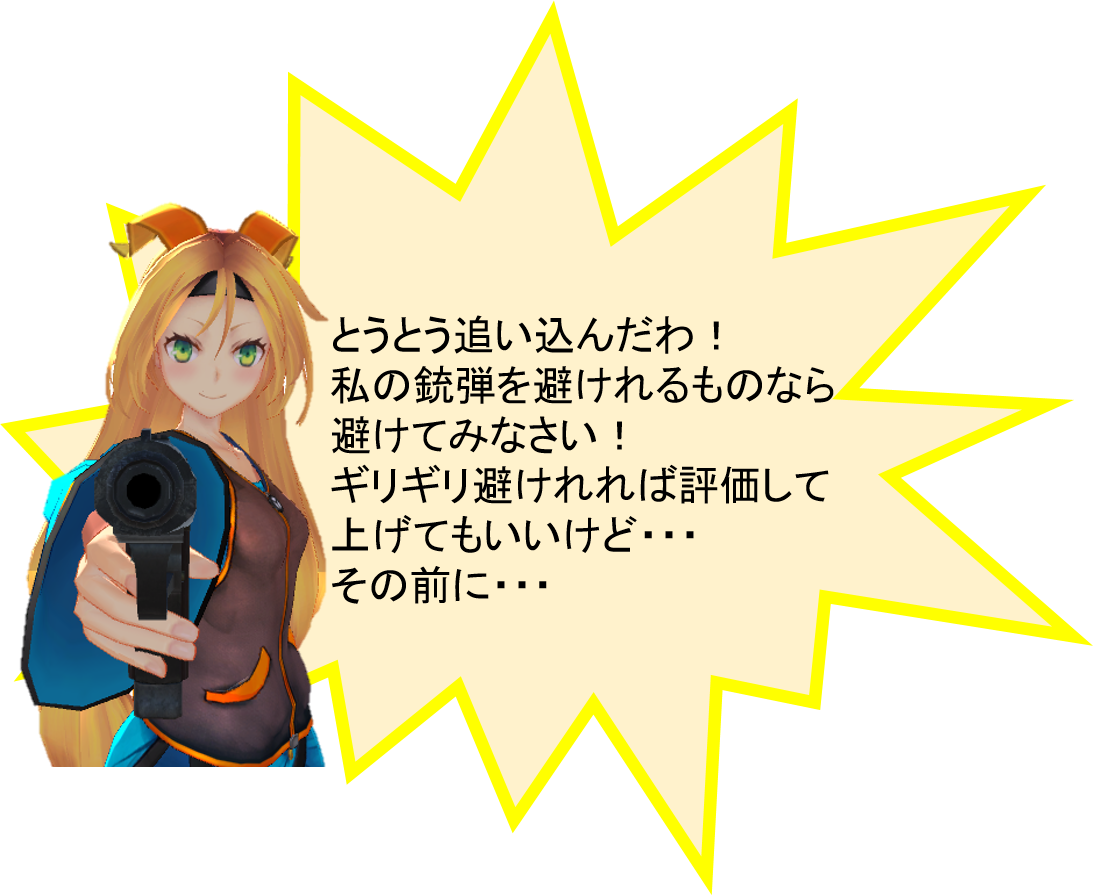 とうとう追い込んだわ！
私の銃弾を避けれるものなら
避けてみなさい！
ギリギリ避けれれば評価して
上げてもいいけど・・・
その前に・・・